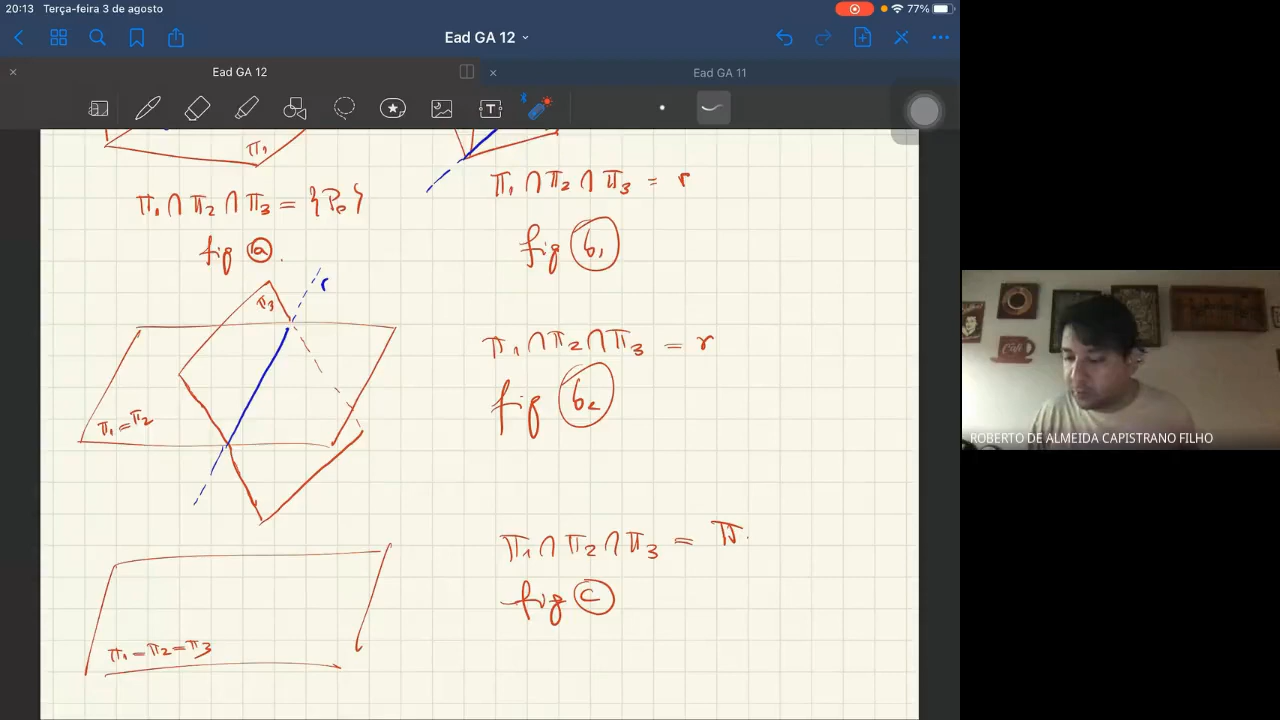 20:13 Terça-feira 3 de agosto 77%
Ead GA 12
Ead GA 12 Ead GA 11
π₁
π₁ ∩ π₂ ∩ π₃ = {P₀}
fig a.
π₁ ∩ π₂ ∩ π₃ = r
fig b₁
π₃
r
π₁ = π₂
π₁ ∩ π₂ ∩ π₃ = r
fig b₂
π₁ ∩ π₂ ∩ π₃ = π.
fig c
π₁ = π₂ = π₃
Café
ROBERTO DE ALMEIDA CAPISTRANO FILHO